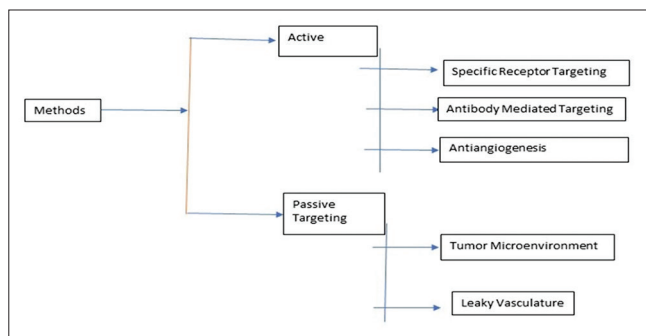 Active
Specific Receptor Targeting
Methods
Antibody Mediated Targeting
Antiangiogenesis
Passive
Targeting
Tumor Microenvironment
Leaky Vasculature